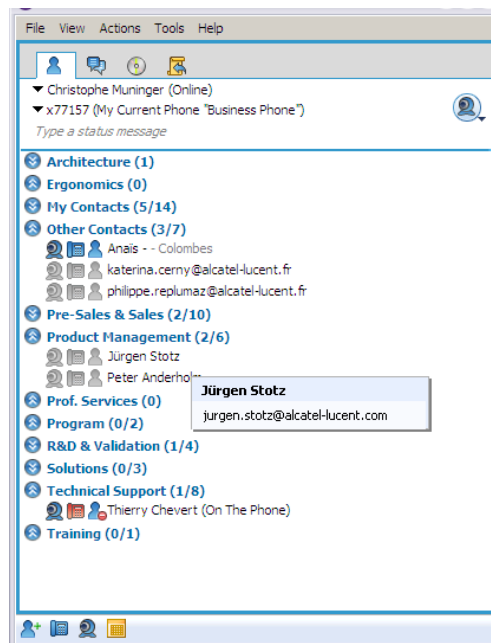 File View Actions Tools Help
Christophe Muninger (Online)
x77157 (My Current Phone "Business Phone")
Type a status message
Architecture (1)
Ergonomics (0)
My Contacts (5/14)
Other Contacts (3/7)
Anaïs - - Colombes
katerina.cerny@alcatel-lucent.fr
philippe.replumaz@alcatel-lucent.fr
Pre-Sales & Sales (2/10)
Product Management (2/6)
Jürgen Stotz
Peter Anderholm
Jürgen Stotz
jurgen.stotz@alcatel-lucent.com
Prof. Services (0)
Program (0/2)
R&D & Validation (1/4)
Solutions (0/3)
Technical Support (1/8)
Thierry Chevert (On The Phone)
Training (0/1)